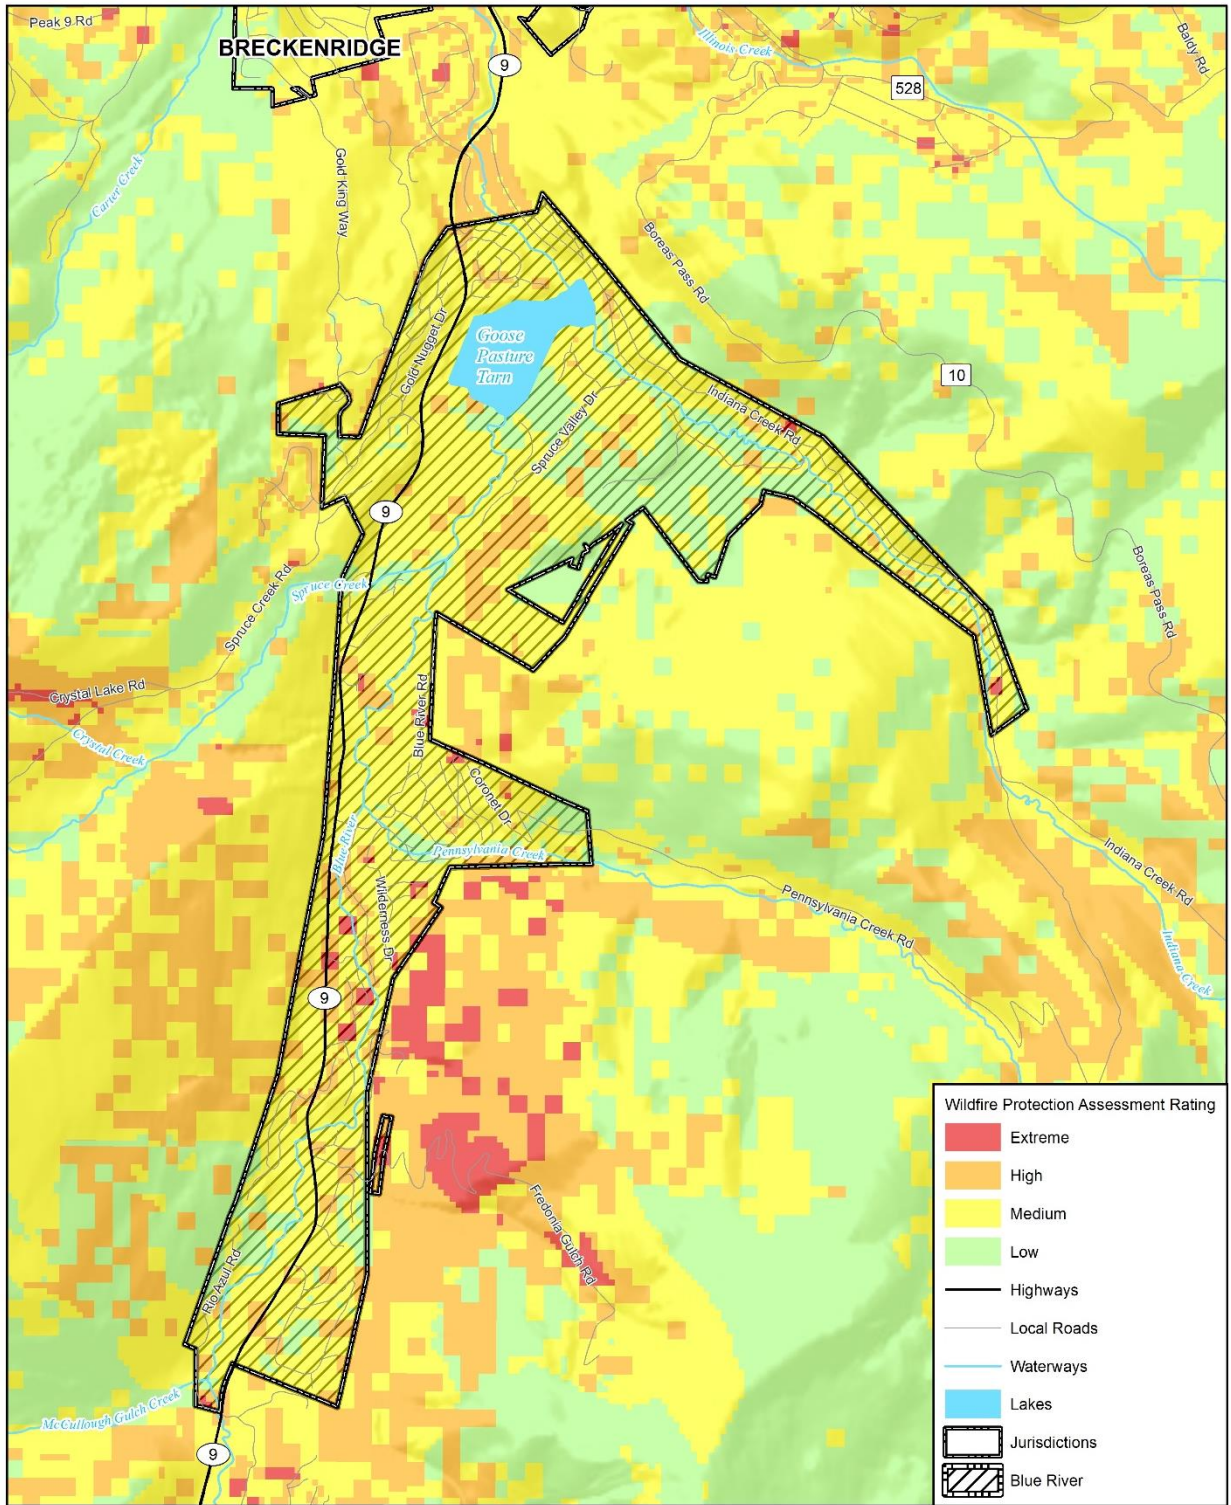 Peak 9 Rd
BRECKENRIDGE
9
Illinois Creek
Baldy Rd
528
Carter Creek
Gold King Way
Boreas Pass Rd
Gold Nugget Dr
Goose
Pasture
Tarn
10
Indiana Creek Rd
Spruce Valley Dr
9
Boreas Pass Rd
Spruce Creek
Spruce Creek Rd
Crystal Lake Rd
Crystal Creek
Blue River Rd
Coronet Dr
Blue River
Pennsylvania Creek
Indiana Creek Rd
Wilderness Dr
Pennsylvania Creek Rd
Indiana Creek
9
Fredonia Gulch Rd
Rio Azul Rd
McCullough Gulch Creek
9
Wildfire Protection Assessment Rating
Extreme
High
Medium
Low
Highways
Local Roads
Waterways
Lakes
Jurisdictions
Blue River